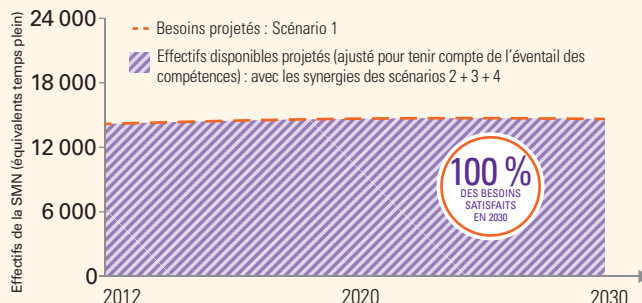 Effectifs de la SMN (équivalents temps plein)
24 000
18 000
12 000
6 000
0
Besoins projetés : Scénario 1
Effectifs disponibles projetés (ajusté pour tenir compte de l’éventail des
compétences) : avec les synergies des scénarios 2 + 3 + 4
100 %
DES BESOINS
SATISFAITS
EN 2030
2012
2020
2030